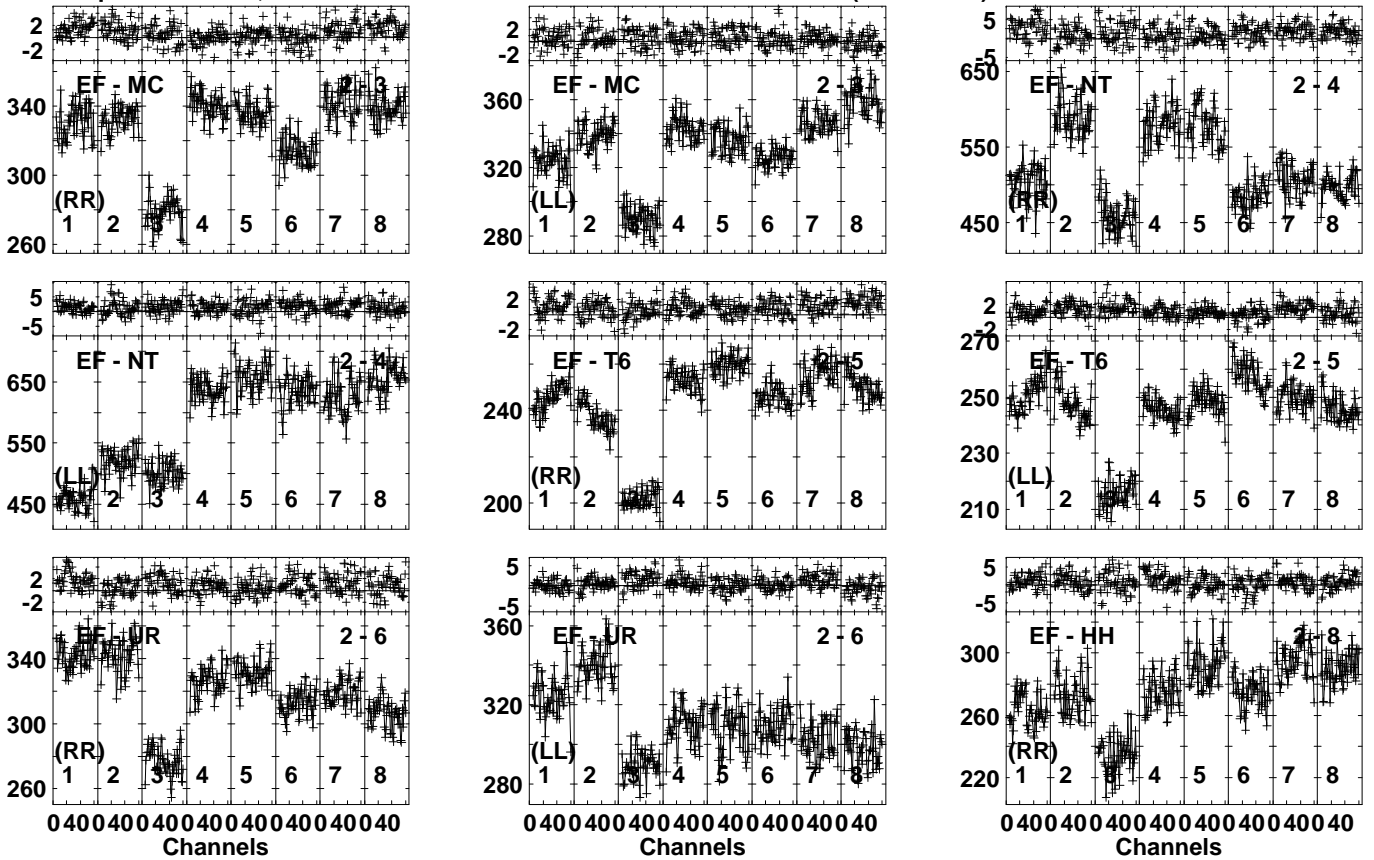 2 2 5
-2 -2 -5
EF - MC 2 - 3 EF - MC 2 - 3 650 EF - NT 2 - 4
340 360
550
300 320
(RR) (LL) (RR)
1 2 3 4 5 6 7 8 1 2 3 4 5 6 7 8 450 1 2 3 4 5 6 7 8
260 280
5 2 2
-5 -2 -2
270
EF - NT 2 - 4 EF - T6 2 - 5 EF - T6 2 - 5
650 240 250
550 230
(LL) (RR) (LL)
450 1 2 3 4 5 6 7 8 200 1 2 3 4 5 6 7 8 210 1 2 3 4 5 6 7 8
2 5 5
-2 -5 -5
EF - UR 2 - 6 360 EF - UR 2 - 6 EF - HH 2 - 8
340 300
320
300 260
(RR) (LL) (RR)
1 2 3 4 5 6 7 8 1 2 3 4 5 6 7 8 220 1 2 3 4 5 6 7 8
260 280
0 40 0 40 0 40 0 40 0 40 0 40 0 40 0 40 0 40 0 40 0 40 0 40 0 40 0 40 0 40 0 40 0 40 0 40 0 40 0 40 0 40 0 40 0 40 0 40
Channels Channels Channels